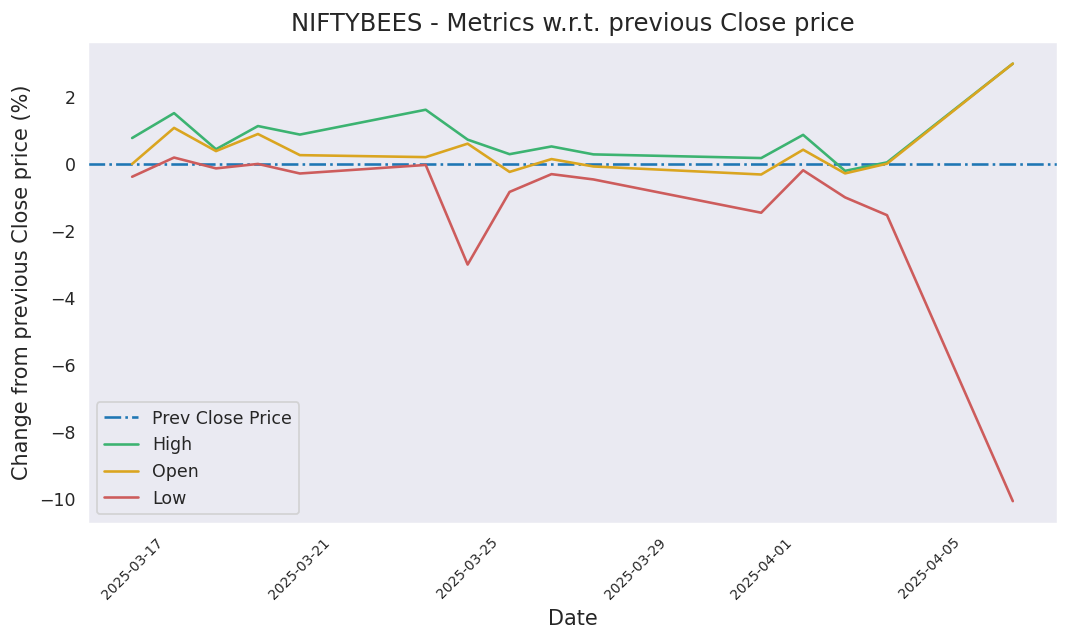 NIFTYBEES - Metrics w.r.t. previous Close price
Change from previous Close price (%)
2
0
−2
−4
−6
−8
−10
Prev Close Price
High
Open
Low
2025-03-17
2025-03-21
2025-03-25
2025-03-29
2025-04-01
2025-04-05
Date